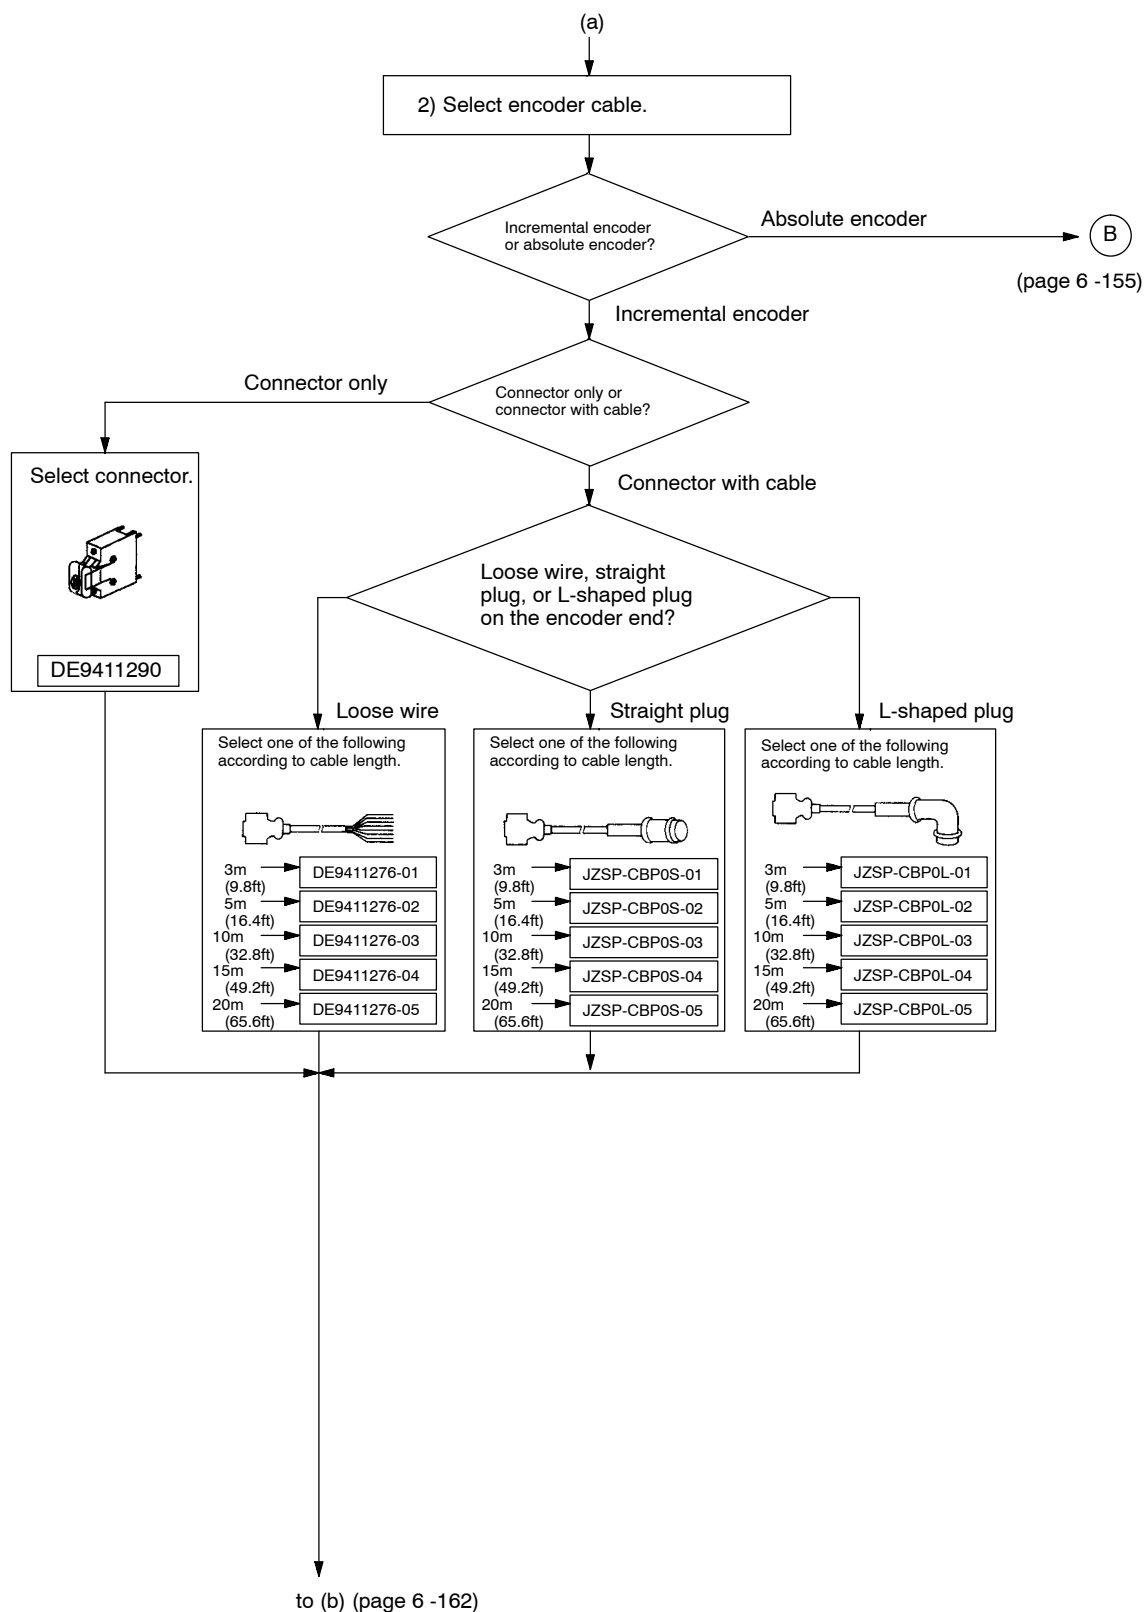 (a)
2) Select encoder cable.
Incremental encoder
or absolute encoder?
Absolute encoder
B
(page 6 -155)
Incremental encoder
Connector only
Connector only or
connector with cable?
Connector with cable
Select connector.
DE9411290
Loose wire, straight
plug, or L-shaped plug
on the encoder end?
Loose wire
Select one of the following
according to cable length.
3m
(9.8ft)
DE9411276-01
5m
(16.4ft)
DE9411276-02
10m
(32.8ft)
DE9411276-03
15m
(49.2ft)
DE9411276-04
20m
(65.6ft)
DE9411276-05
Straight plug
Select one of the following
according to cable length.
3m
(9.8ft)
JZSP-CBP0S-01
5m
(16.4ft)
JZSP-CBP0S-02
10m
(32.8ft)
JZSP-CBP0S-03
15m
(49.2ft)
JZSP-CBP0S-04
20m
(65.6ft)
JZSP-CBP0S-05
L-shaped plug
Select one of the following
according to cable length.
3m
(9.8ft)
JZSP-CBP0L-01
5m
(16.4ft)
JZSP-CBP0L-02
10m
(32.8ft)
JZSP-CBP0L-03
15m
(49.2ft)
JZSP-CBP0L-04
20m
(65.6ft)
JZSP-CBP0L-05
to (b) (page 6 -162)